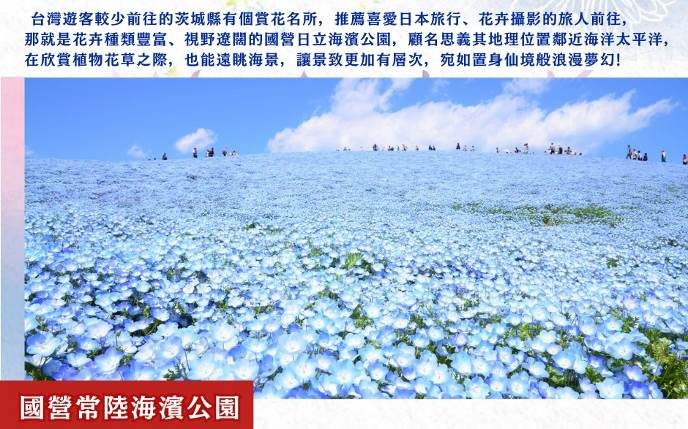 台灣遊客較少前往的茨城縣有個賞花名所，推薦喜愛日本旅行、花卉攝影的旅人前往，
那就是花卉種類豐富、視野遼闊的國營日立海濱公園，顧名思義其地理位置鄰近海洋太平洋，
在欣賞植物花草之際，也能遠眺海景，讓景致更加有層次，宛如置身仙境般浪漫夢幻！
國營常陸海濱公園